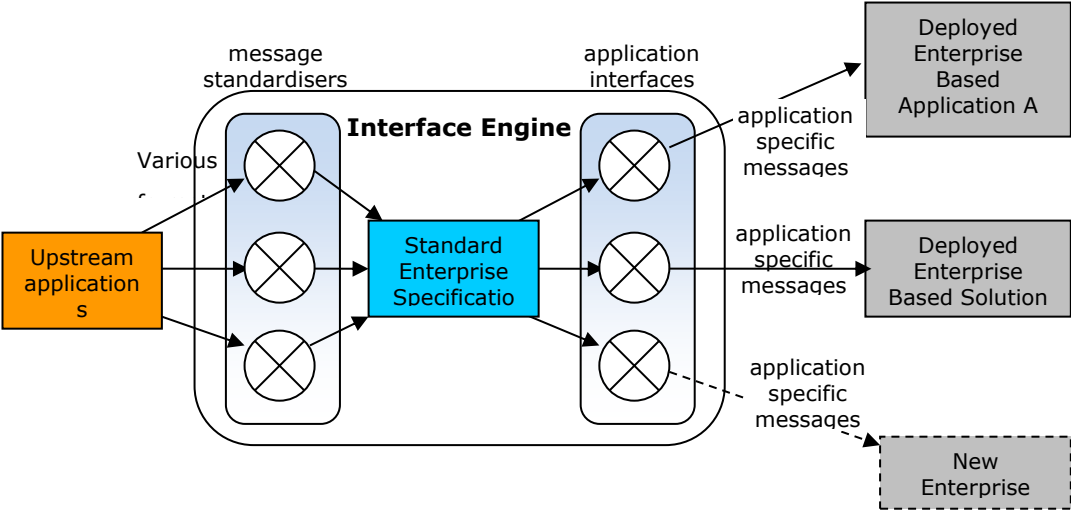 message
standardisers
application
interfaces
Deployed
Enterprise
Based
Application A
Interface Engine
application
specific
messages
Various
Upstream
application
s
Standard
Enterprise
Specificatio
application
specific
messages
Deployed
Enterprise
Based Solution
application
specific
messages
New
Enterprise